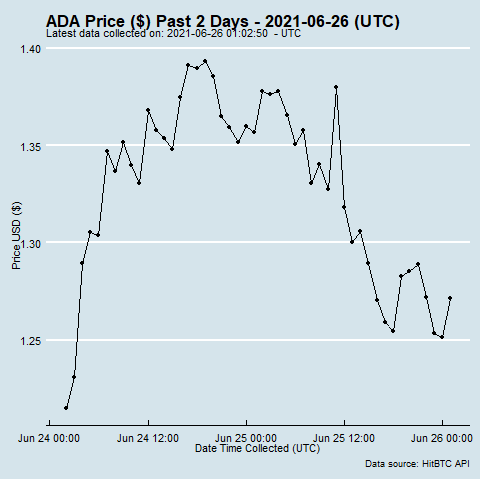 ADA Price ($) Past 2 Days - 2021-06-26 (UTC)
Latest data collected on: 2021-06-26 01:02:50 - UTC
1.40
1.35
1.30
1.25
Price USD ($)
Jun 24 00:00 Jun 24 12:00 Jun 25 00:00 Jun 25 12:00 Jun 26 00:00
Date Time Collected (UTC)
Data source: HitBTC API